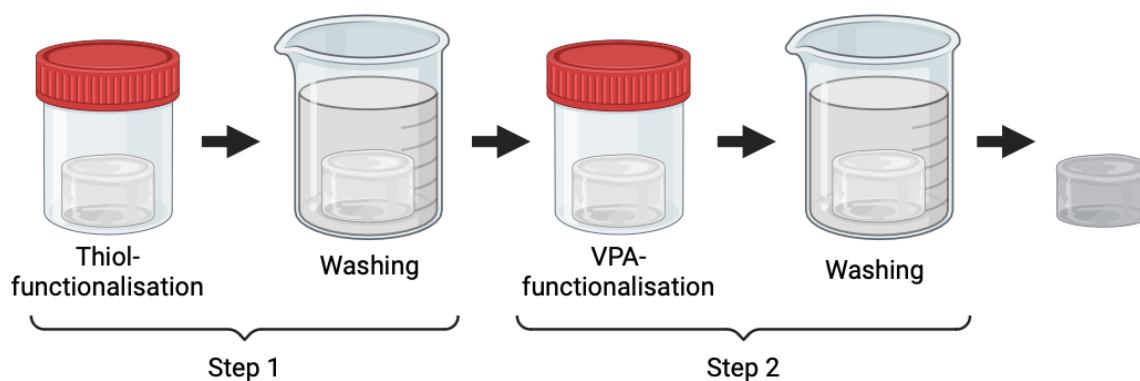 Thiol-
functionalisation
Washing
VPA-
functionalisation
Washing
Step 1
Step 2